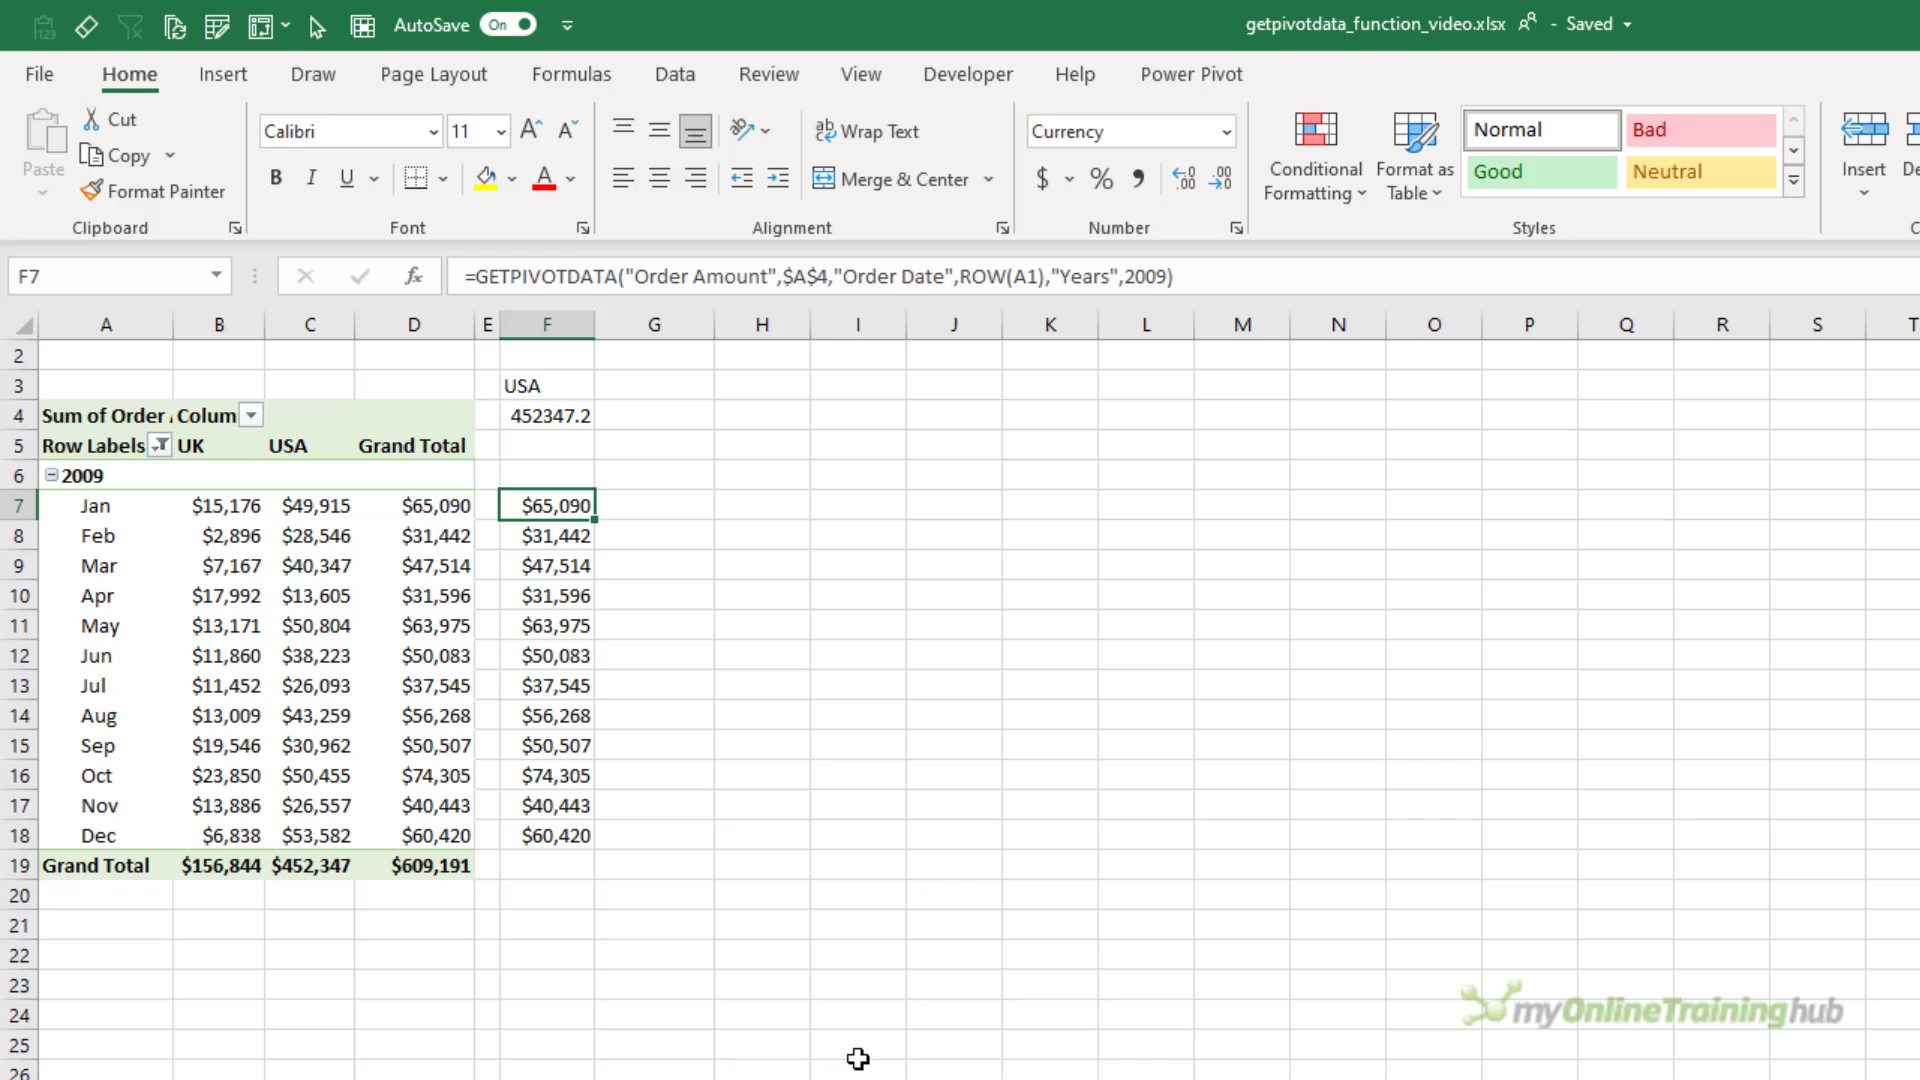 AutoSave On getpivotdata_function_video.xlsx - Saved
File Home Insert Draw Page Layout Formulas Data Review View Developer Help Power Pivot
Paste Cut Copy Format Painter
Clipboard
Calibri 11
B I U
Font
Wrap Text
Merge & Center
Alignment
Currency
$ % 9
Number
Conditional Formatting
Format as Table
Normal Bad
Good Neutral
Styles
Insert
F7 fx =GETPIVOTDATA("Order Amount",$A$4,"Order Date",ROW(A1),"Years",2009)
A B C D E F G H I J K L M N O P Q R S T
2
3 USA
4 Sum of Order Colum 452347.2
5 Row Labels UK USA Grand Total
6 2009
7 Jan $15,176 $49,915 $65,090 $65,090
8 Feb $2,896 $28,546 $31,442 $31,442
9 Mar $7,167 $40,347 $47,514 $47,514
10 Apr $17,992 $13,605 $31,596 $31,596
11 May $13,171 $50,804 $63,975 $63,975
12 Jun $11,860 $38,223 $50,083 $50,083
13 Jul $11,452 $26,093 $37,545 $37,545
14 Aug $13,009 $43,259 $56,268 $56,268
15 Sep $19,546 $30,962 $50,507 $50,507
16 Oct $23,850 $50,455 $74,305 $74,305
17 Nov $13,886 $26,557 $40,443 $40,443
18 Dec $6,838 $53,582 $60,420 $60,420
19 Grand Total $156,844 $452,347 $609,191
20
21
22
23
24
25
26
myOnlineTraininghub